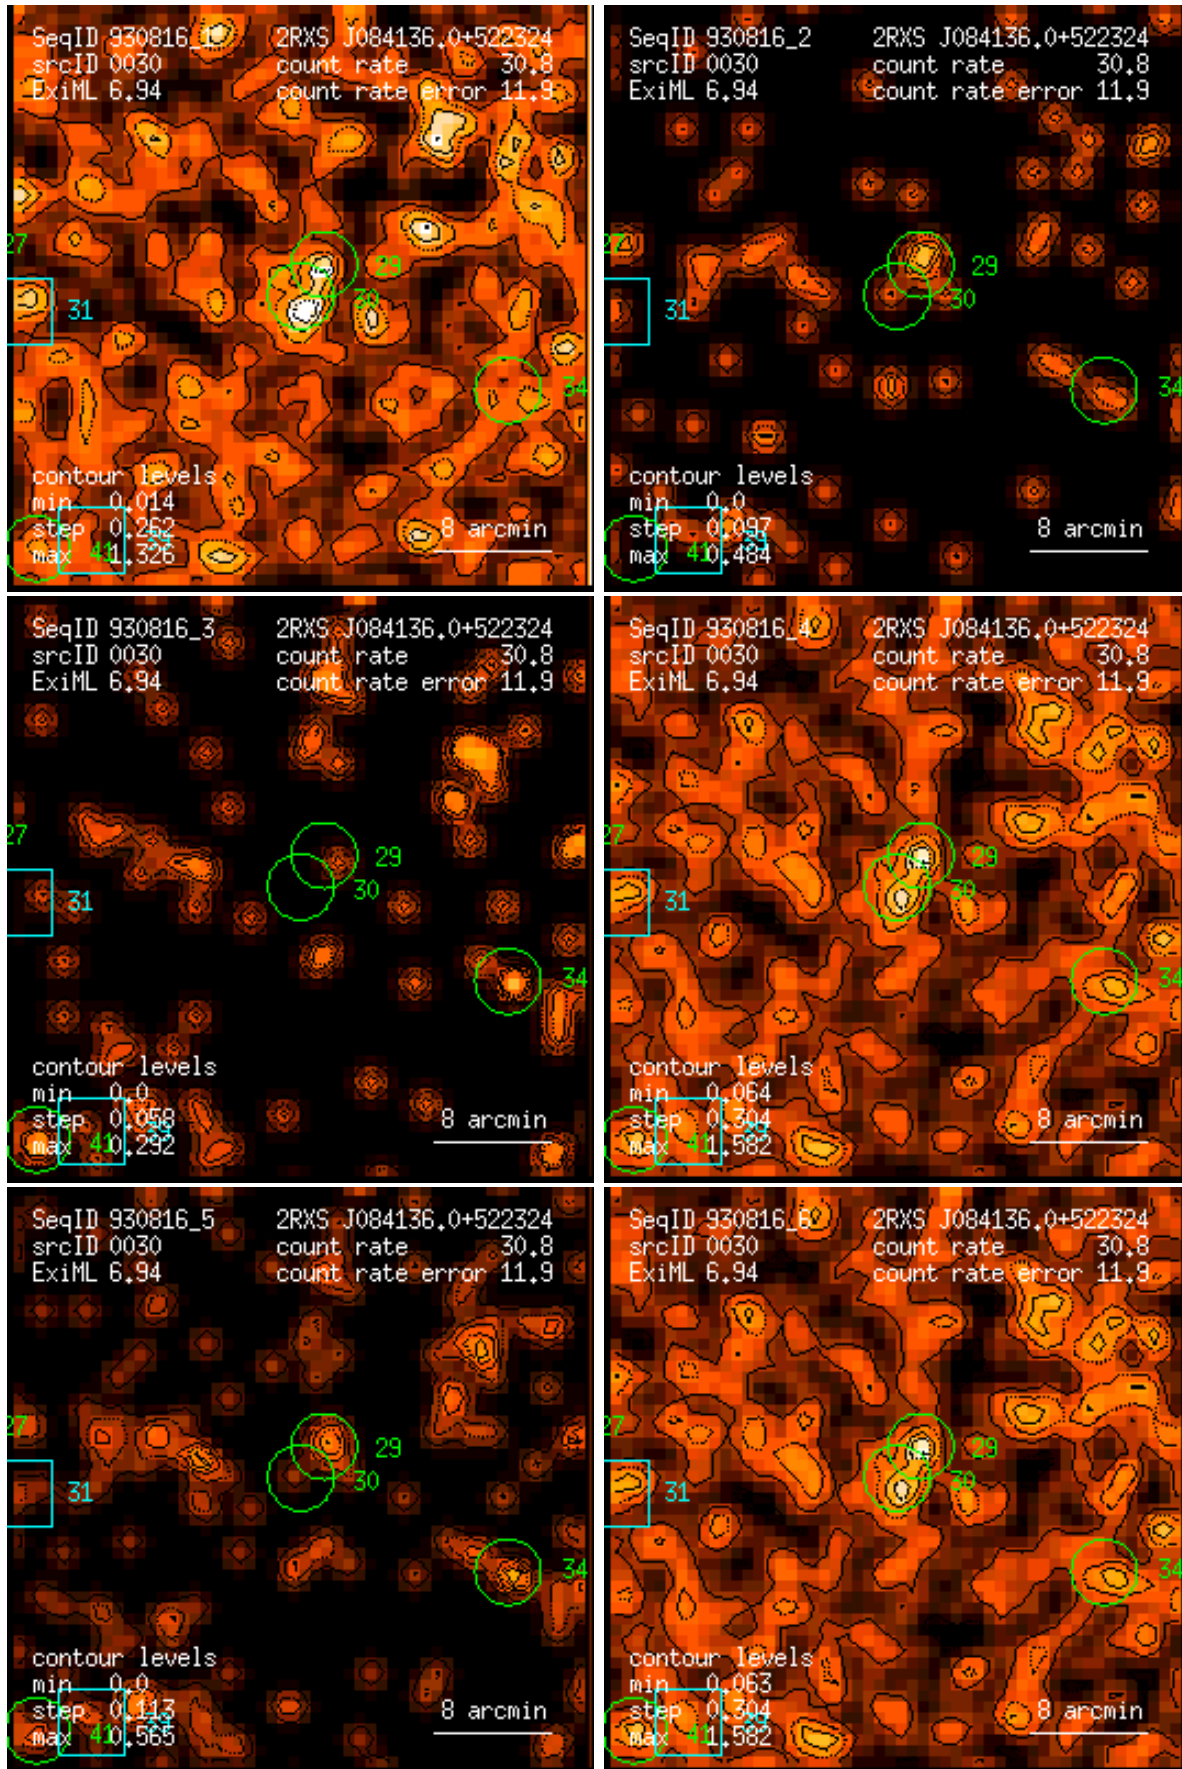 SeqID 930816_1 2RXS J084136.0+522324
srcID 0030 count rate 30.8
ExiML 6.94 count rate error 11.9
27
29
30
31
34
contour levels
min 0.014
step 0.262
max 1.326
41
8 arcmin
SeqID 930816_2 2RXS J084136.0+522324
srcID 0030 count rate 30.8
ExiML 6.94 count rate error 11.9
27
29
30
31
34
contour levels
min 0.0
step 0.097
max 0.484
41
8 arcmin
SeqID 930816_3 2RXS J084136.0+522324
srcID 0030 count rate 30.8
ExiML 6.94 count rate error 11.9
27
29
30
31
34
contour levels
min 0.0
step 0.058
max 0.292
41
8 arcmin
SeqID 930816_4 2RXS J084136.0+522324
srcID 0030 count rate 30.8
ExiML 6.94 count rate error 11.9
27
29
30
31
34
contour levels
min 0.064
step 0.304
max 1.582
41
8 arcmin
SeqID 930816_5 2RXS J084136.0+522324
srcID 0030 count rate 30.8
ExiML 6.94 count rate error 11.9
27
29
30
31
34
contour levels
min 0.0
step 0.113
max 0.565
41
8 arcmin
SeqID 930816_6 2RXS J084136.0+522324
srcID 0030 count rate 30.8
ExiML 6.94 count rate error 11.9
27
29
30
31
34
contour levels
min 0.063
step 0.304
max 1.582
41
8 arcmin